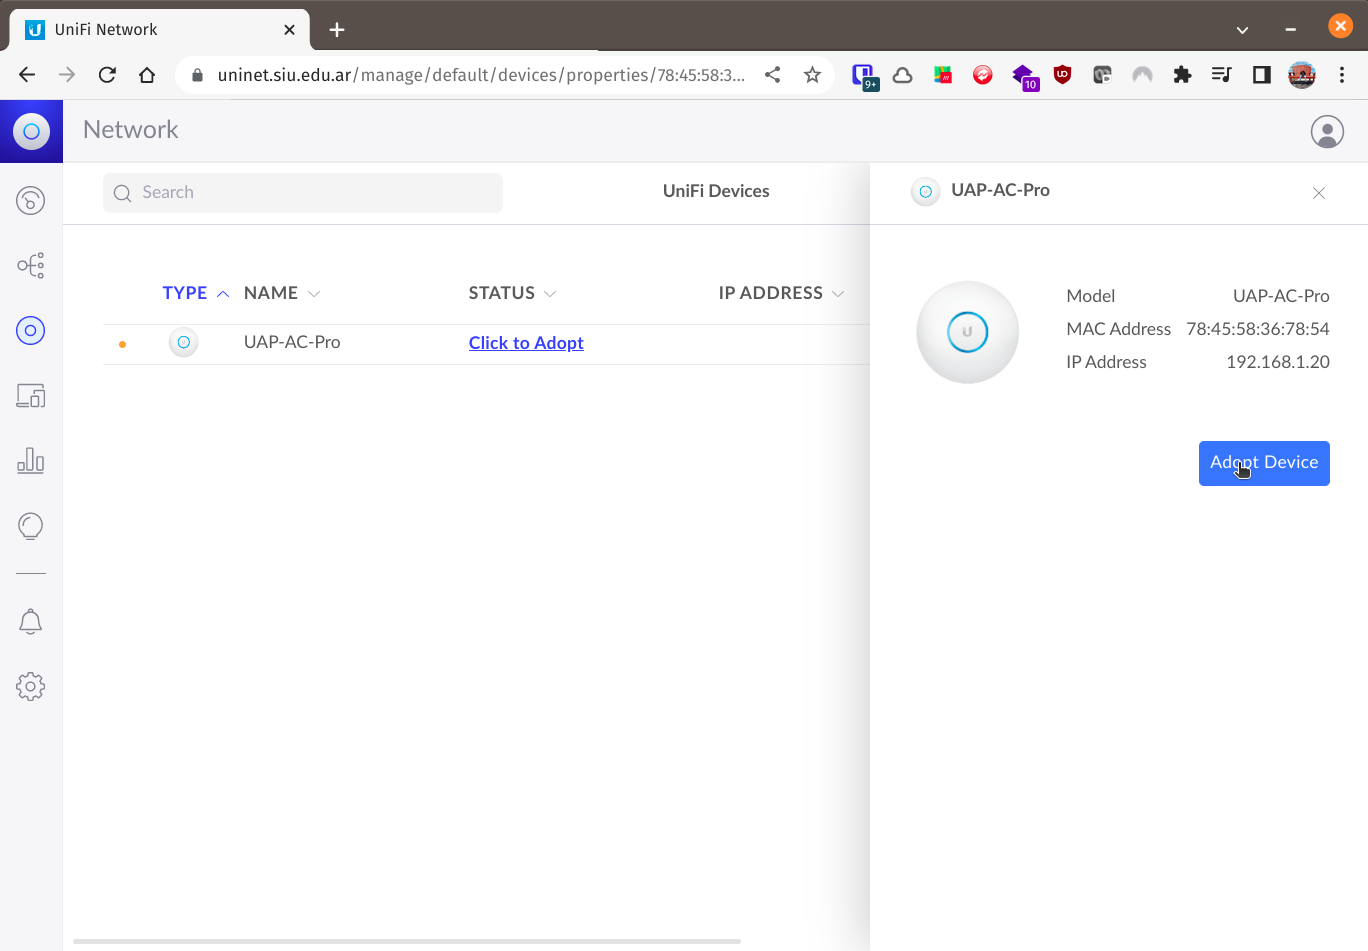 UniFi Network
uninet.siu.edu.ar/manage/default/devices/properties/78:45:58:3...
9+
10
Network
Search
UniFi Devices
UAP-AC-Pro
TYPE NAME STATUS IP ADDRESS
UAP-AC-Pro Click to Adopt
Model UAP-AC-Pro
MAC Address 78:45:58:36:78:54
IP Address 192.168.1.20
Adopt Device